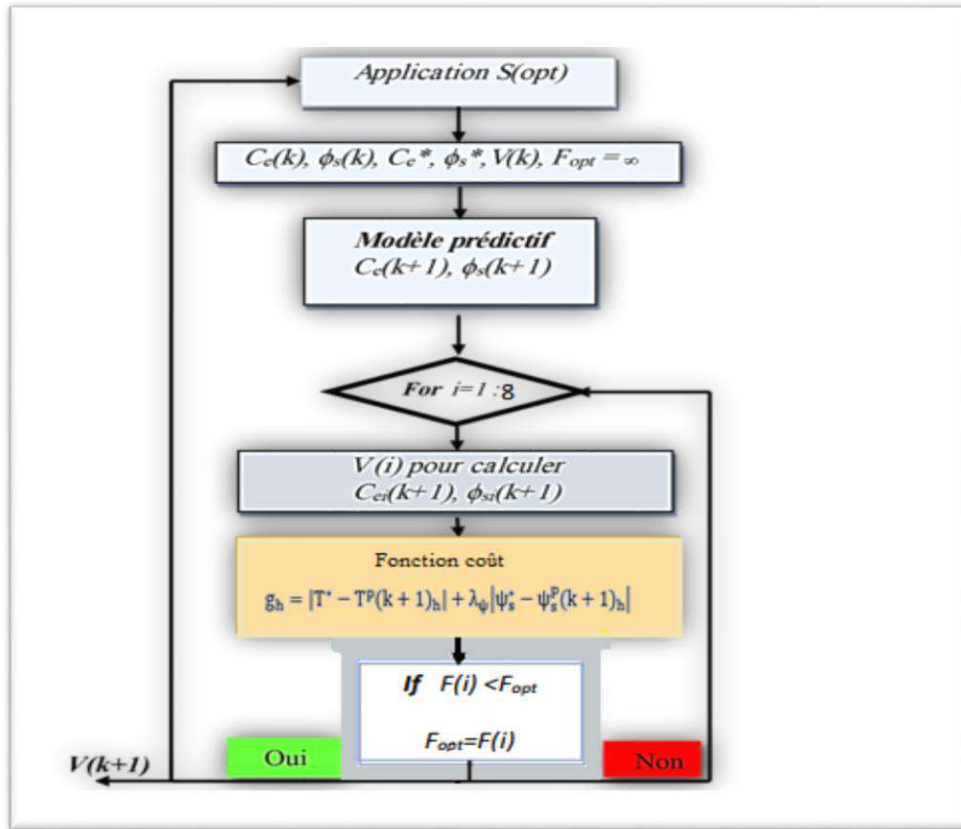 Application S(opt)
Ce(k), ϕs(k), Ce*, ϕs*, V(k), Fopt = ∞
Modèle prédictif
Ce(k+1), ϕs(k+1)
For i=1 :8
V(i) pour calculer
Cei(k+1), ϕsi(k+1)
Fonction coût
gh = |T* − Tᵖ(k + 1)h| + λψ|ψs* − ψsᴾ(k + 1)h|
If F(i) <Fopt
Fopt=F(i)
V(k+1)
Oui
Non